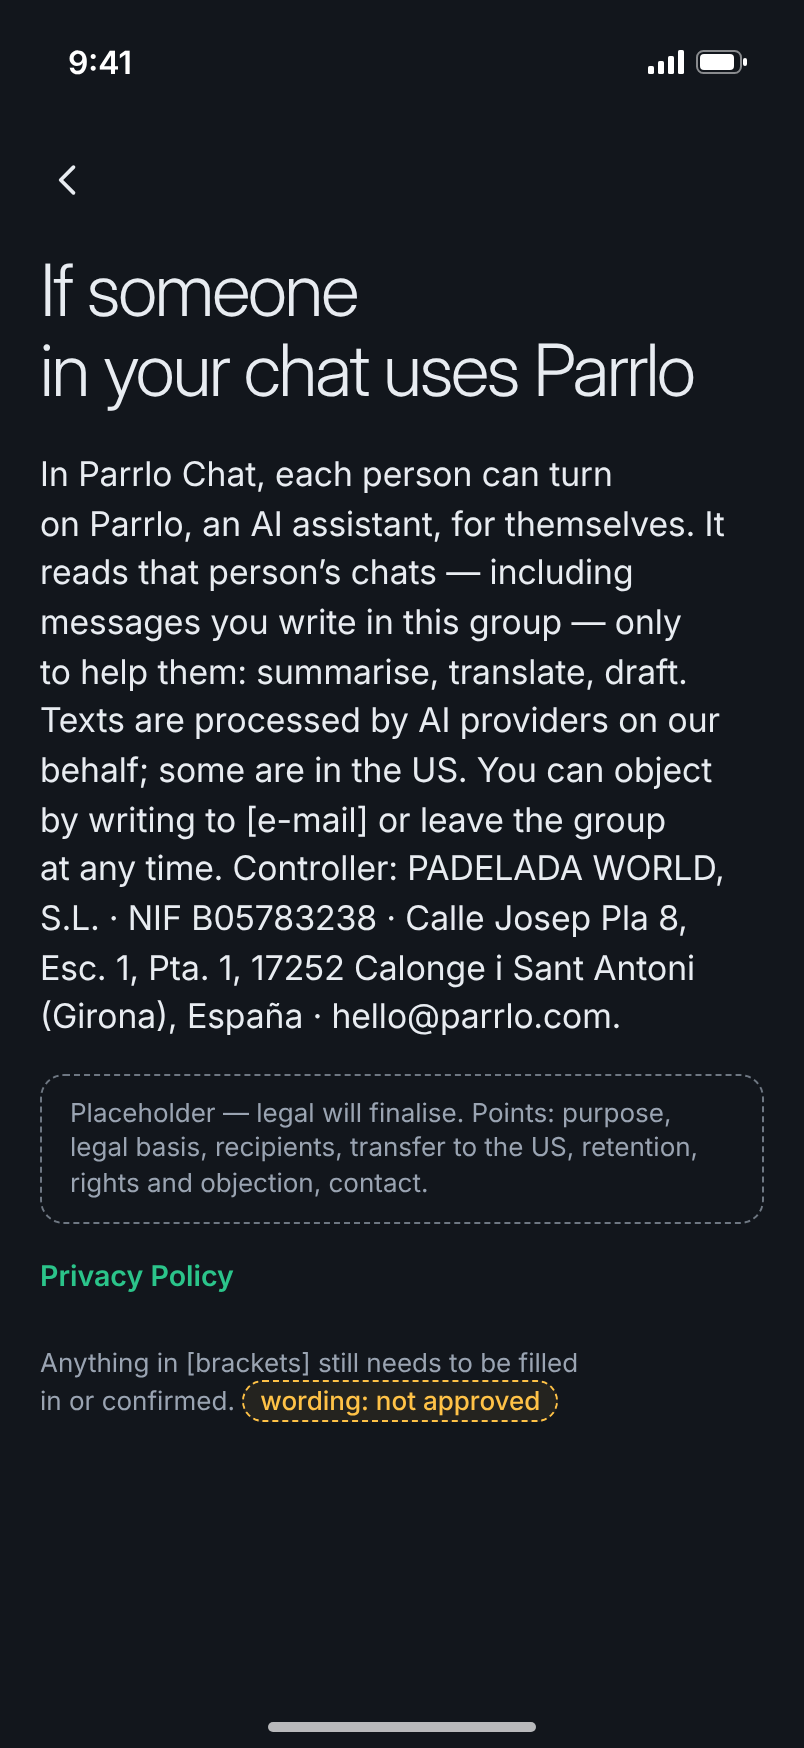 9:41
If someone
in your chat uses Parrlo
In Parrlo Chat, each person can turn
on Parrlo, an AI assistant, for themselves. It
reads that person’s chats — including
messages you write in this group — only
to help them: summarise, translate, draft.
Texts are processed by AI providers on our
behalf; some are in the US. You can object
by writing to [e-mail] or leave the group
at any time. Controller: PADELADA WORLD,
S.L. · NIF B05783238 · Calle Josep Pla 8,
Esc. 1, Pta. 1, 17252 Calonge i Sant Antoni
(Girona), España · hello@parrlo.com.
Placeholder — legal will finalise. Points: purpose,
legal basis, recipients, transfer to the US, retention,
rights and objection, contact.
Privacy Policy
Anything in [brackets] still needs to be filled
in or confirmed. wording: not approved